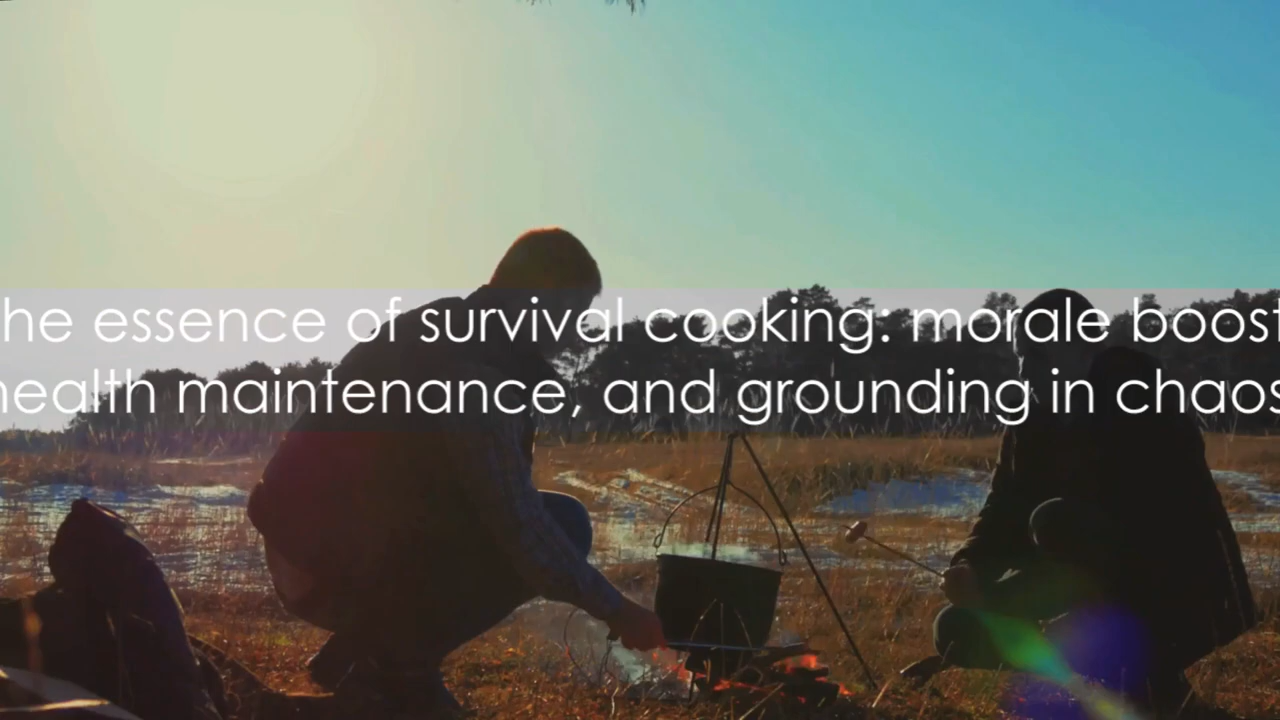 he essence of survival cooking: morale boost
health maintenance, and grounding in chaos